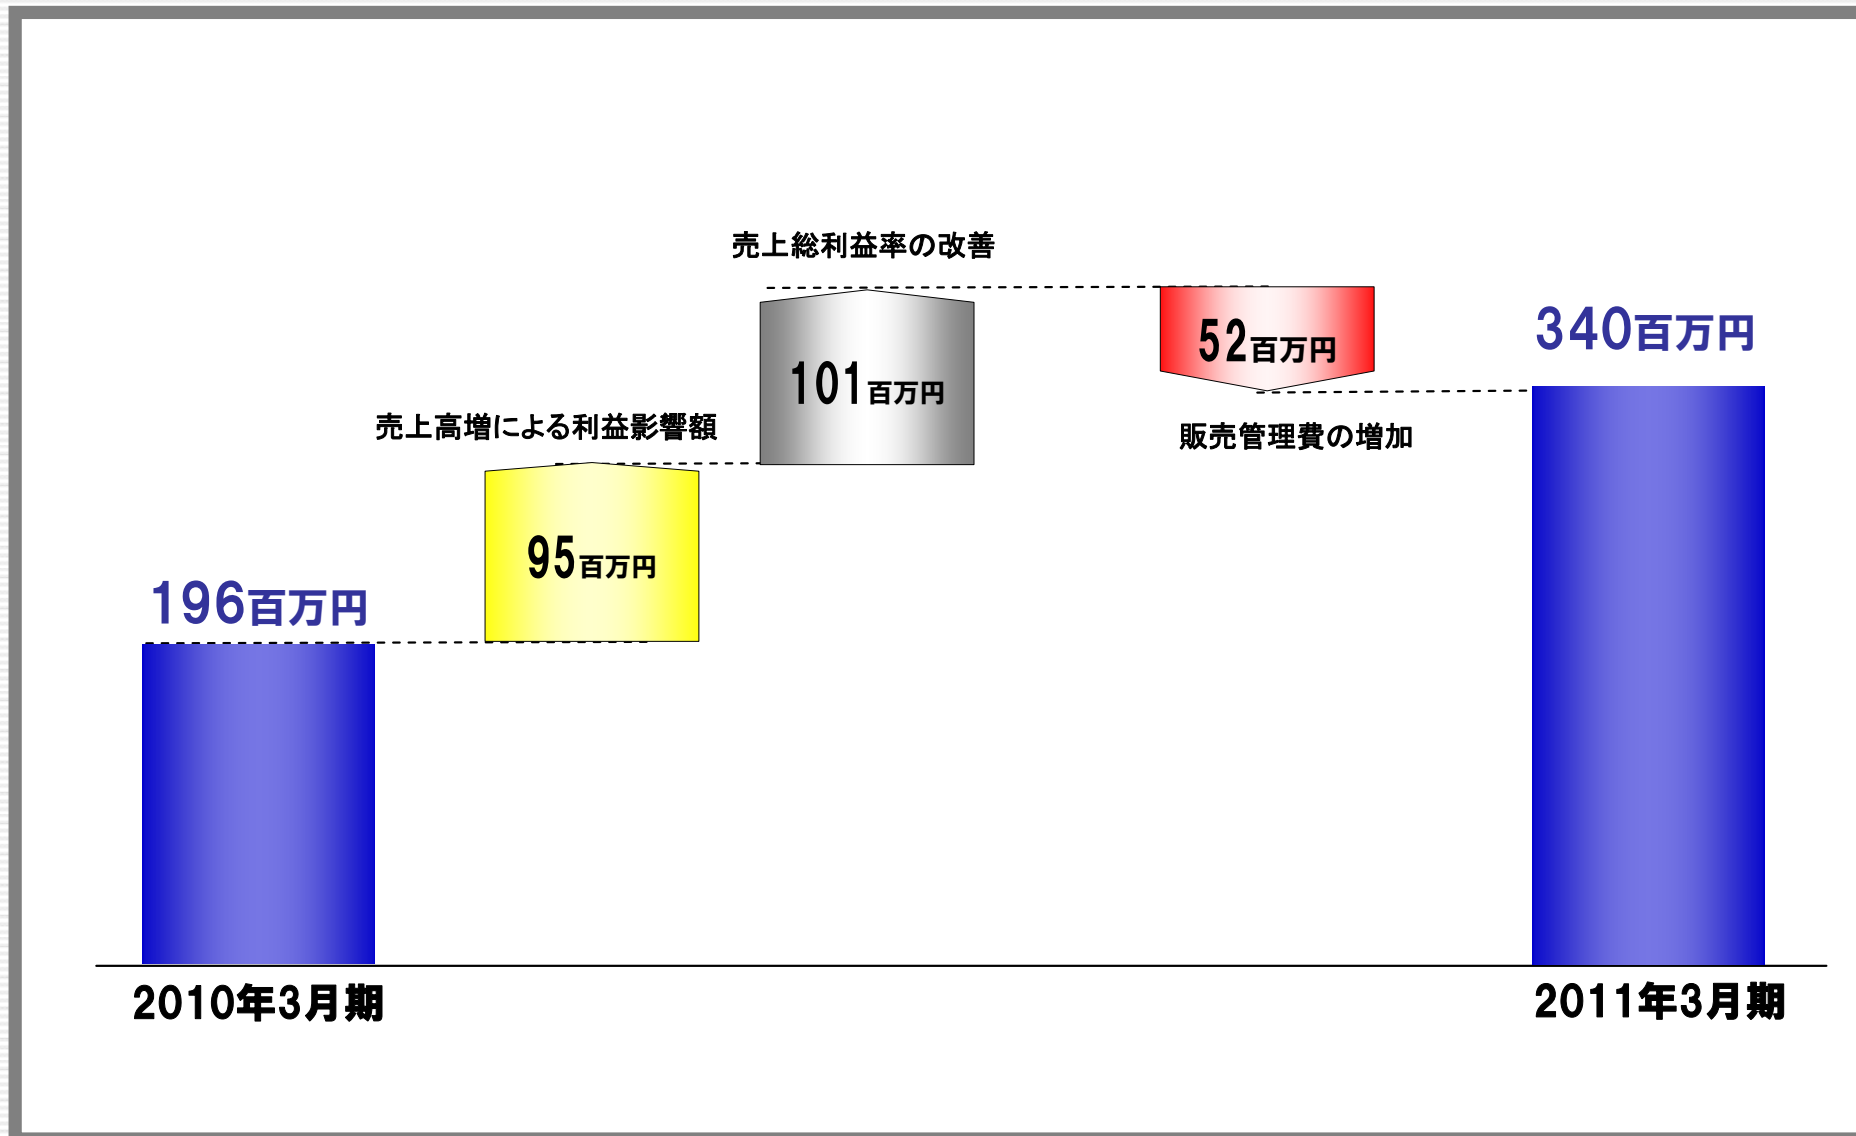 売上総利益率の改善
52百万円
340百万円
101百万円
売上高増による利益影響額
販売管理費の増加
95百万円
196百万円
2010年3月期
2011年3月期